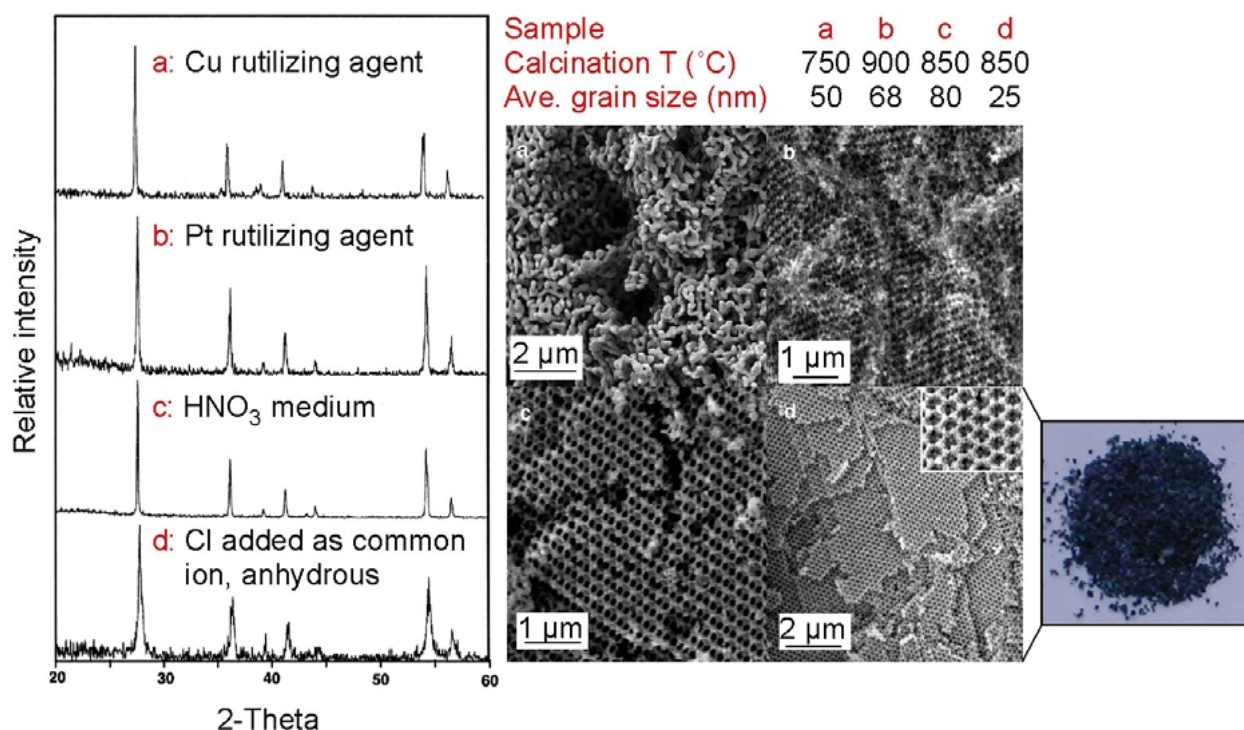 Sample a b c d
Calcination T (°C) 750 900 850 850
Ave. grain size (nm) 50 68 80 25
a: Cu rutilizing agent
b: Pt rutilizing agent
c: HNO₃ medium
d: Cl added as common
ion, anhydrous
Relative intensity
20 30 40 50 60
2-Theta
a
2 µm
b
1 µm
c
1 µm
d
2 µm